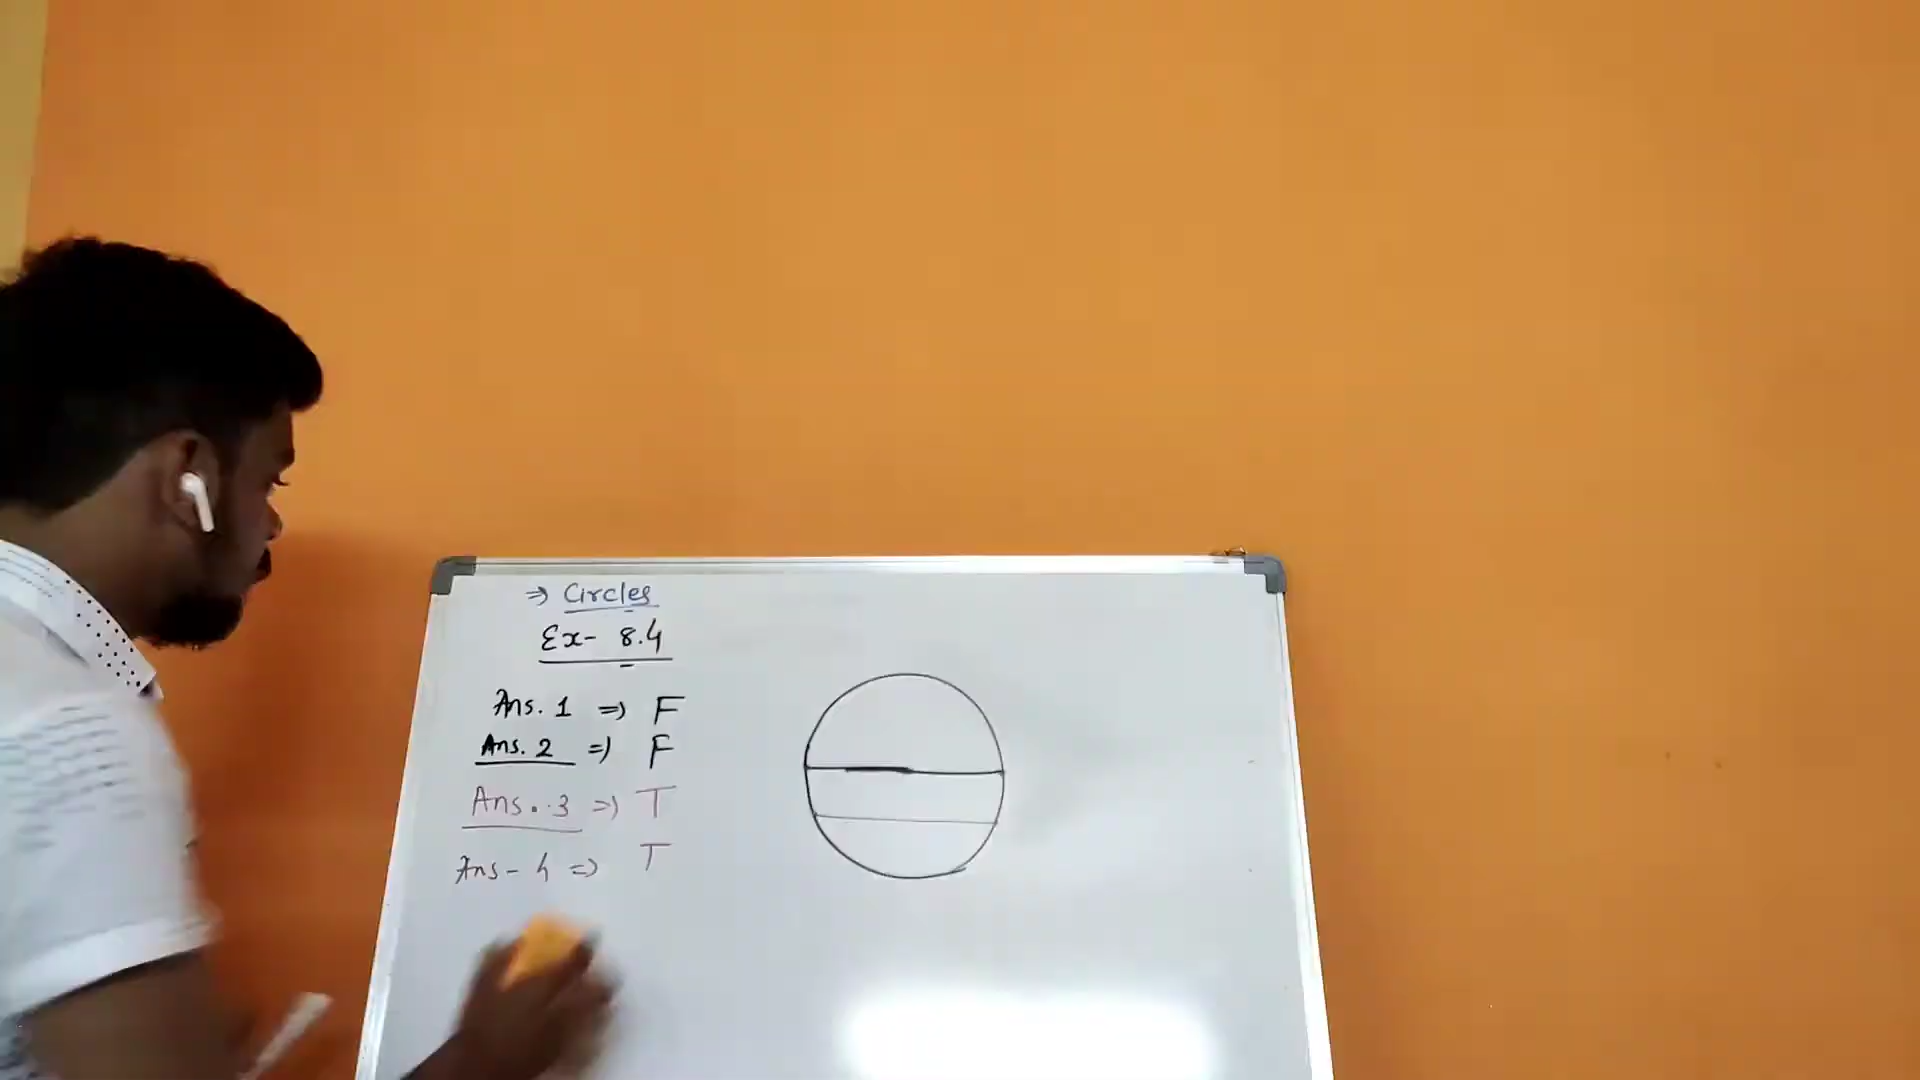 ⇒ Circles
Ex- 8.4
Ans. 1 ⇒ F
Ans. 2 ⇒ F
Ans. 3 ⇒ T
Ans - 4 ⇒ T